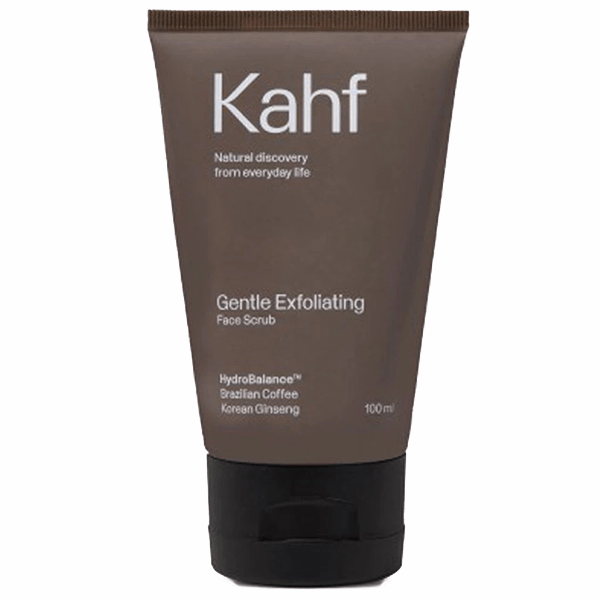 Kahf
Natural discovery
from everyday life
Gentle Exfoliating
Face Scrub
HydroBalance™
Brazilian Coffee
Korean Ginseng
100 ml